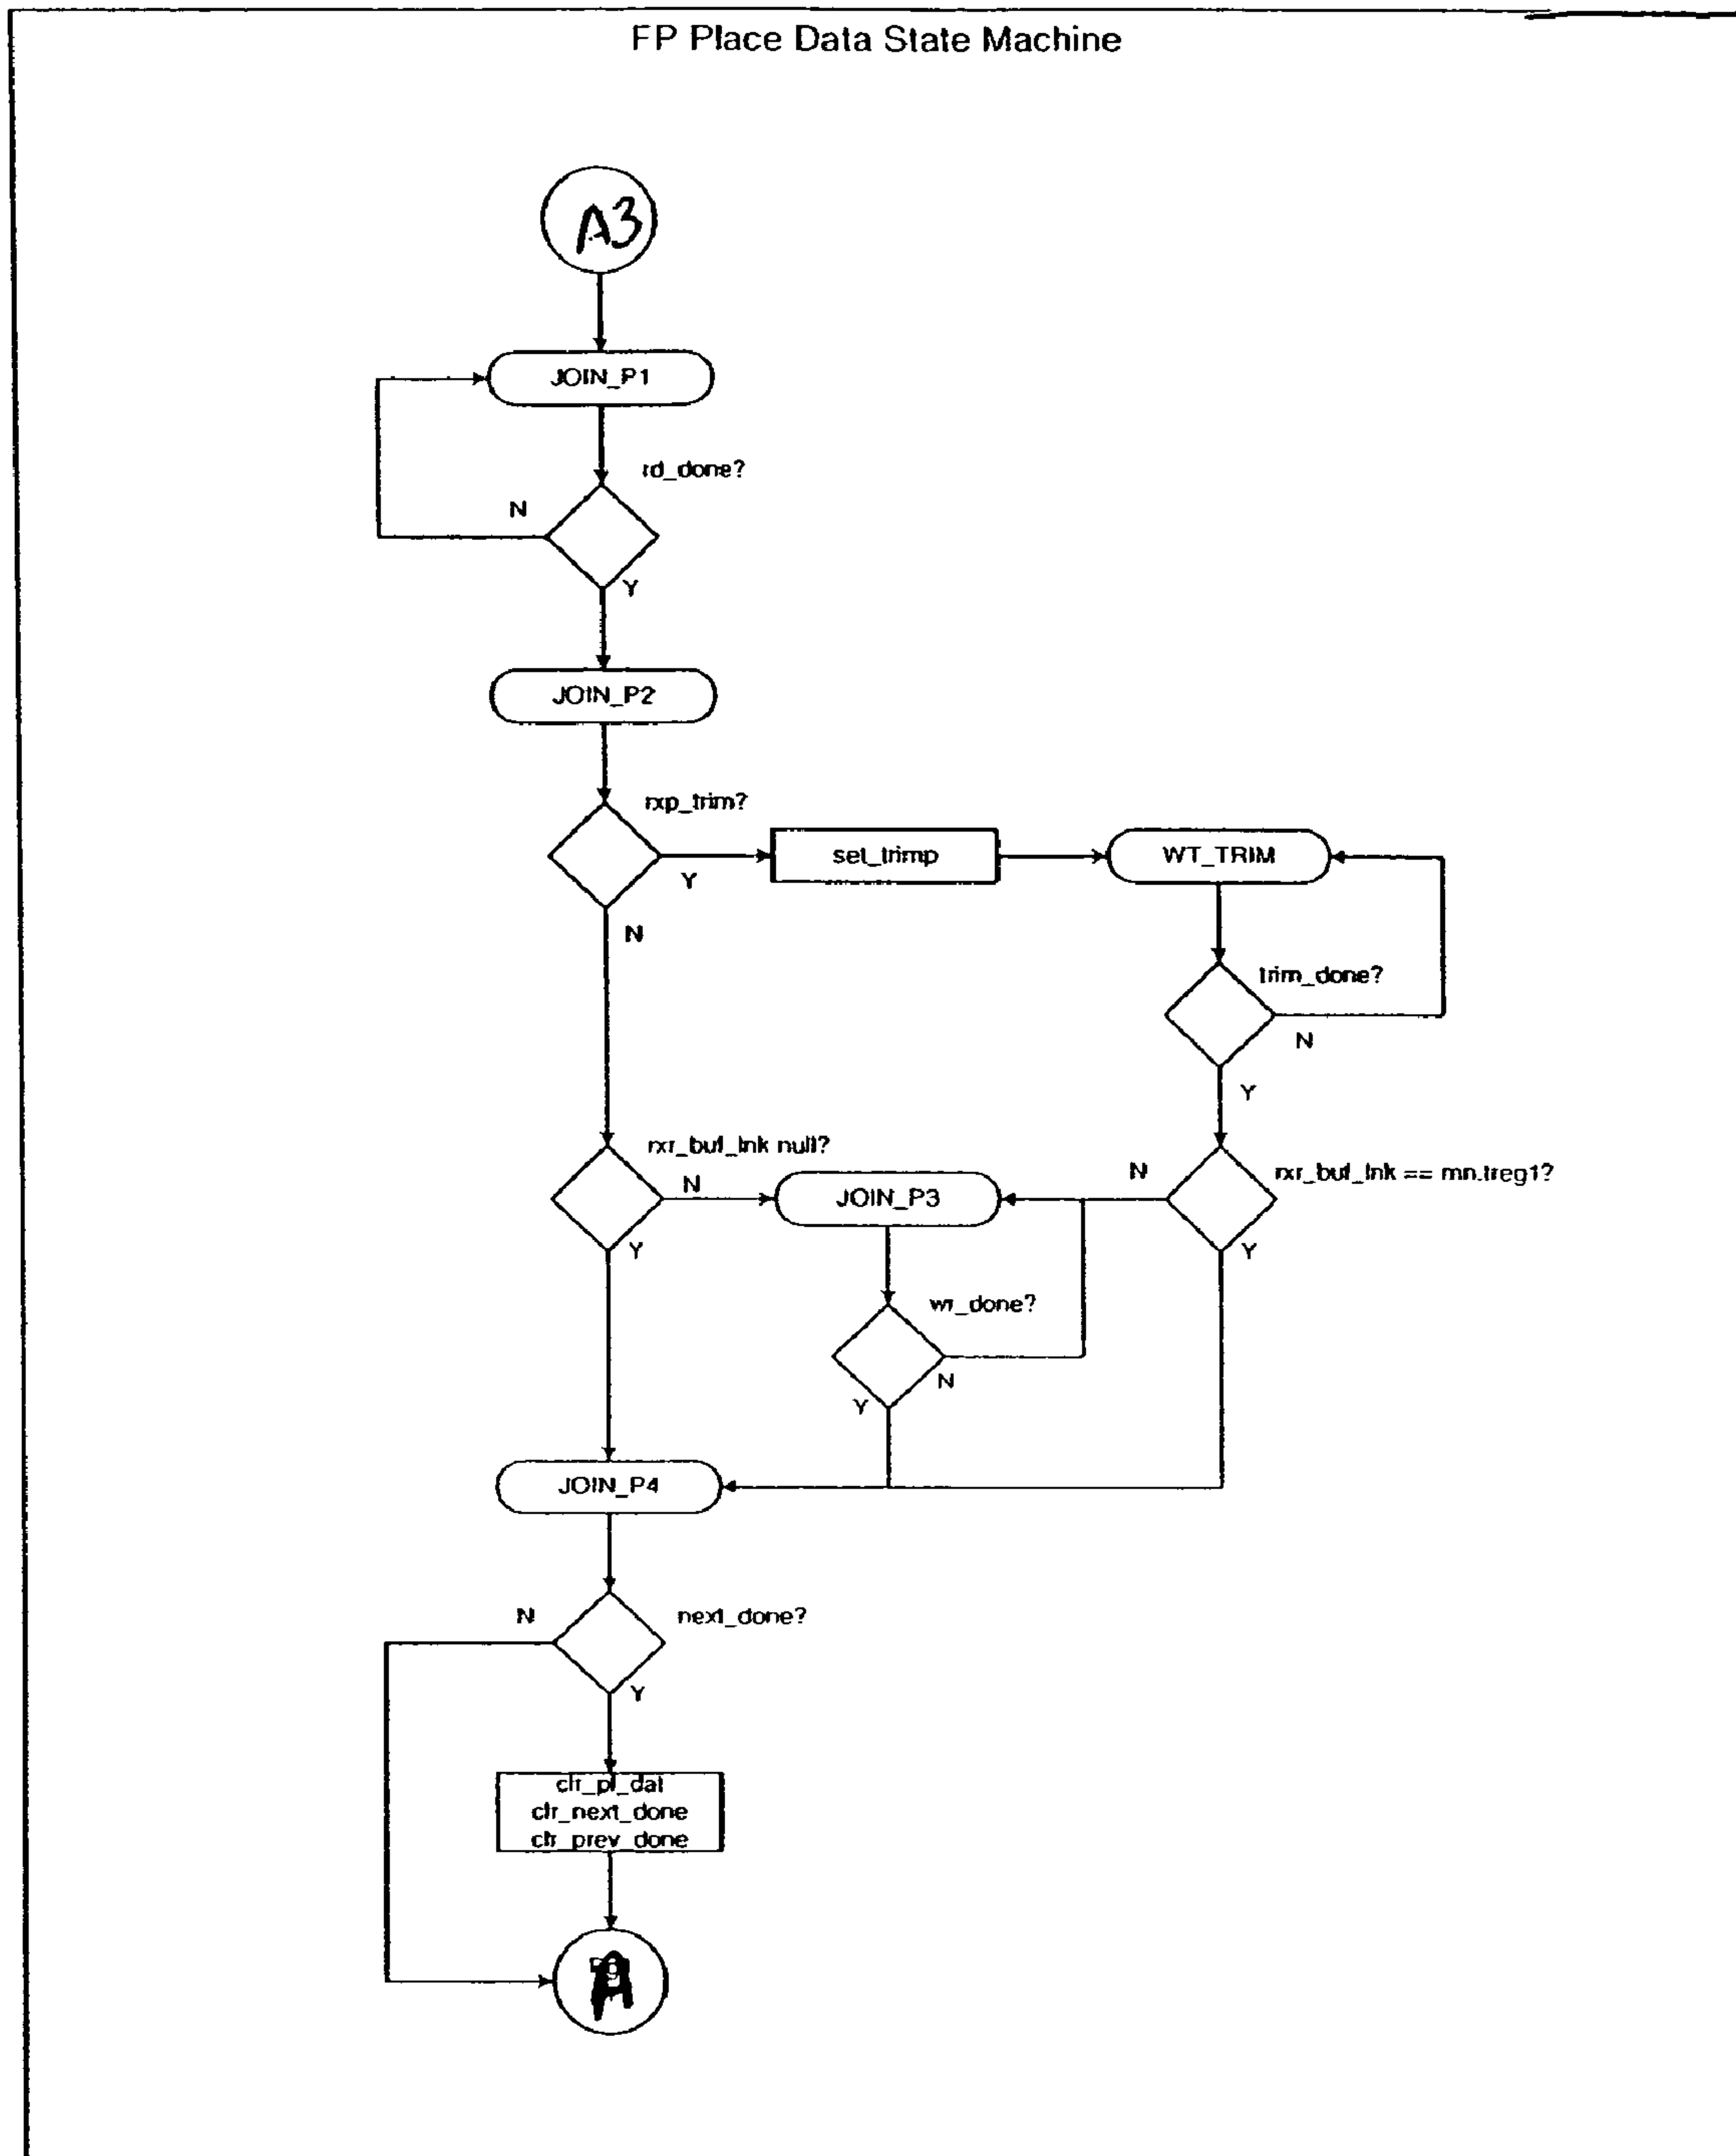 FP Place Data State Machine
A3
JOIN_P1
rd_done?
N
Y
JOIN_P2
rxp_trim?
set_trimp
WT_TRIM
Y
N
trim_done?
N
Y
rxr_buf_lnk null?
N
JOIN_P3
N
rxr_buf_lnk == mn.treg1?
Y
Y
wr_done?
N
Y
JOIN_P4
N
next_done?
Y
clr_pl_dat
clr_next_done
clr_prev_done
A